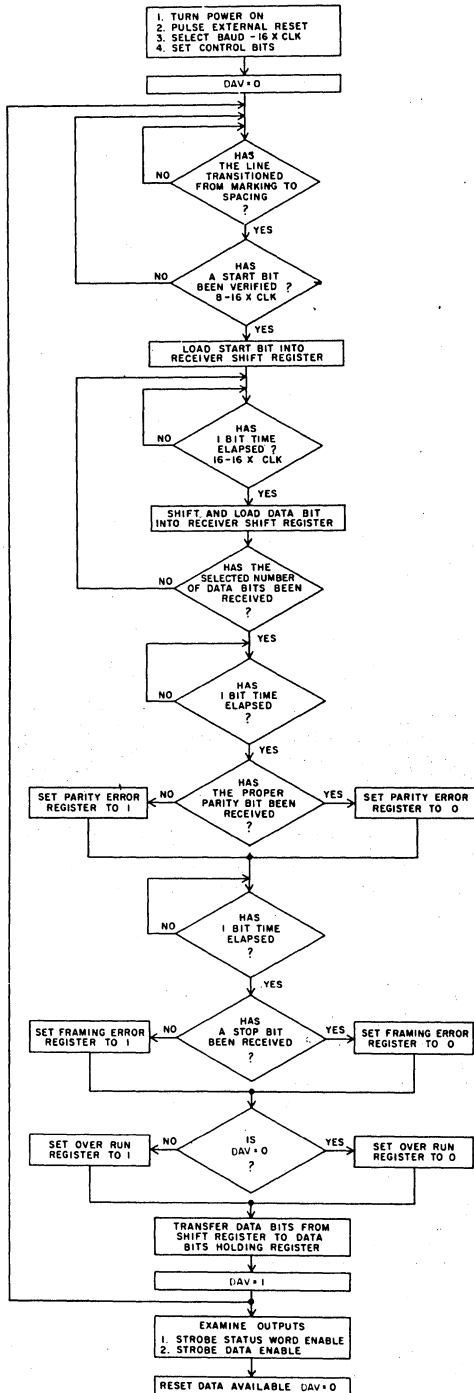 1. TURN POWER ON
2. PULSE EXTERNAL RESET
3. SELECT BAUD - 16 X CLK
4. SET CONTROL BITS
DAV = 0
HAS
THE LINE
TRANSITIONED
FROM MARKING TO
SPACING
?
NO
YES
HAS
A START BIT
BEEN VERIFIED ?
8-16 X CLK
NO
YES
LOAD START BIT INTO
RECEIVER SHIFT REGISTER
HAS
1 BIT TIME
ELAPSED ?
16-16 X CLK
NO
YES
SHIFT AND LOAD DATA BIT
INTO RECEIVER SHIFT REGISTER
HAS THE
SELECTED NUMBER
OF DATA BITS BEEN
RECEIVED
?
NO
YES
HAS
1 BIT TIME
ELAPSED
?
NO
YES
HAS
THE PROPER
PARITY BIT BEEN
RECEIVED
?
NO
YES
SET PARITY ERROR
REGISTER TO 1
SET PARITY ERROR
REGISTER TO 0
HAS
1 BIT TIME
ELAPSED
?
NO
YES
HAS
A STOP BIT
BEEN RECEIVED
?
NO
YES
SET FRAMING ERROR
REGISTER TO 1
SET FRAMING ERROR
REGISTER TO 0
IS
DAV = 0
?
NO
YES
SET OVER RUN
REGISTER TO 1
SET OVER RUN
REGISTER TO 0
TRANSFER DATA BITS FROM
SHIFT REGISTER TO DATA
BITS HOLDING REGISTER
DAV = 1
EXAMINE OUTPUTS
1. STROBE STATUS WORD ENABLE
2. STROBE DATA ENABLE
RESET DATA AVAILABLE DAV = 0